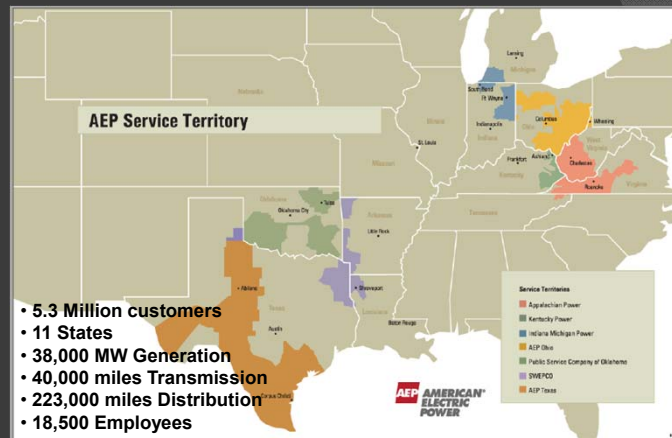 Lansing
Michigan
South Bend
Ft Wayne
Nebraska
AEP Service Territory
Illinois
Indianapolis
Indiana
Ohio
Columbus
Wheeling
West
Virginia
St. Louis
Missouri
Frankfort
Ashland
Charleston
Kentucky
Roanoke
Virginia
Oklahoma
Tulsa
Oklahoma City
Arkansas
Little Rock
Tennessee
Abilene
Texas
Shreveport
Louisiana
Austin
Baton Rouge
Corpus Christi
• 5.3 Million customers
• 11 States
• 38,000 MW Generation
• 40,000 miles Transmission
• 223,000 miles Distribution
• 18,500 Employees
Service Territories
Appalachian Power
Kentucky Power
Indiana Michigan Power
AEP Ohio
Public Service Company of Oklahoma
SWEPCO
AEP Texas
AEP AMERICAN®
ELECTRIC
POWER